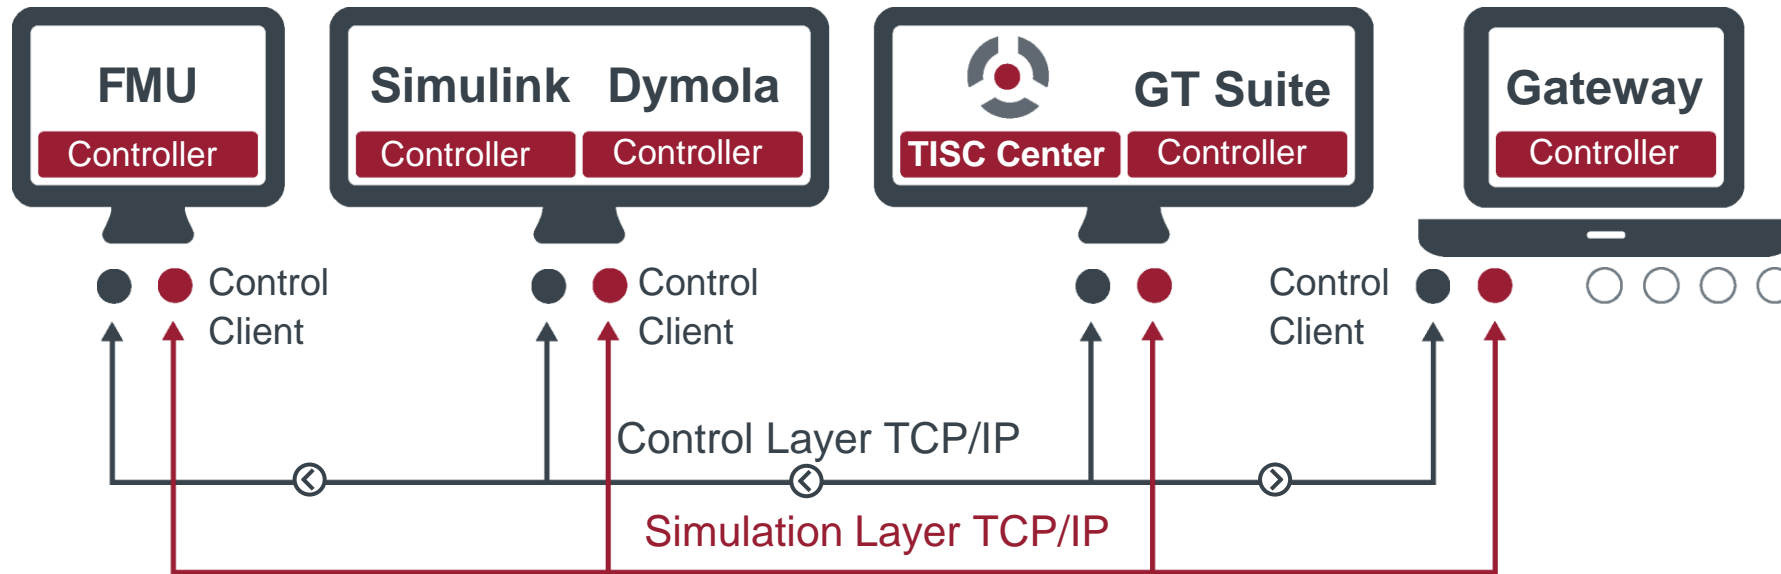 FMU
Simulink Dymola
GT Suite
Gateway
Controller
Controller
Controller
TISC Center
Controller
Controller
Control
Client
Control
Client
Control
Client
Control Layer TCP/IP
Simulation Layer TCP/IP